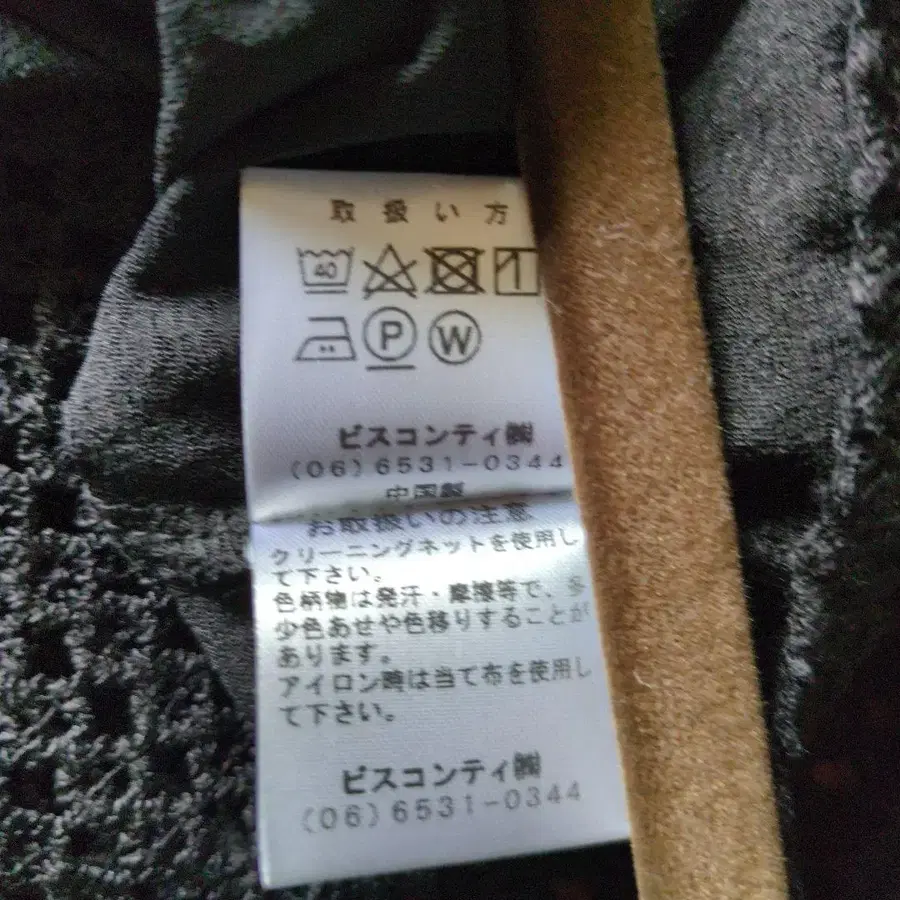 取扱い方
40
P W
ビスコンティ㈱
(06)6531-0344
中国製
お取扱いの注意
クリーニングネットを使用し
て下さい。
色柄物は発汗・摩擦等で、多
少色あせや色移りすることが
あります。
アイロン時は当て布を使用し
て下さい。
ビスコンティ㈱
(06)6531-0344